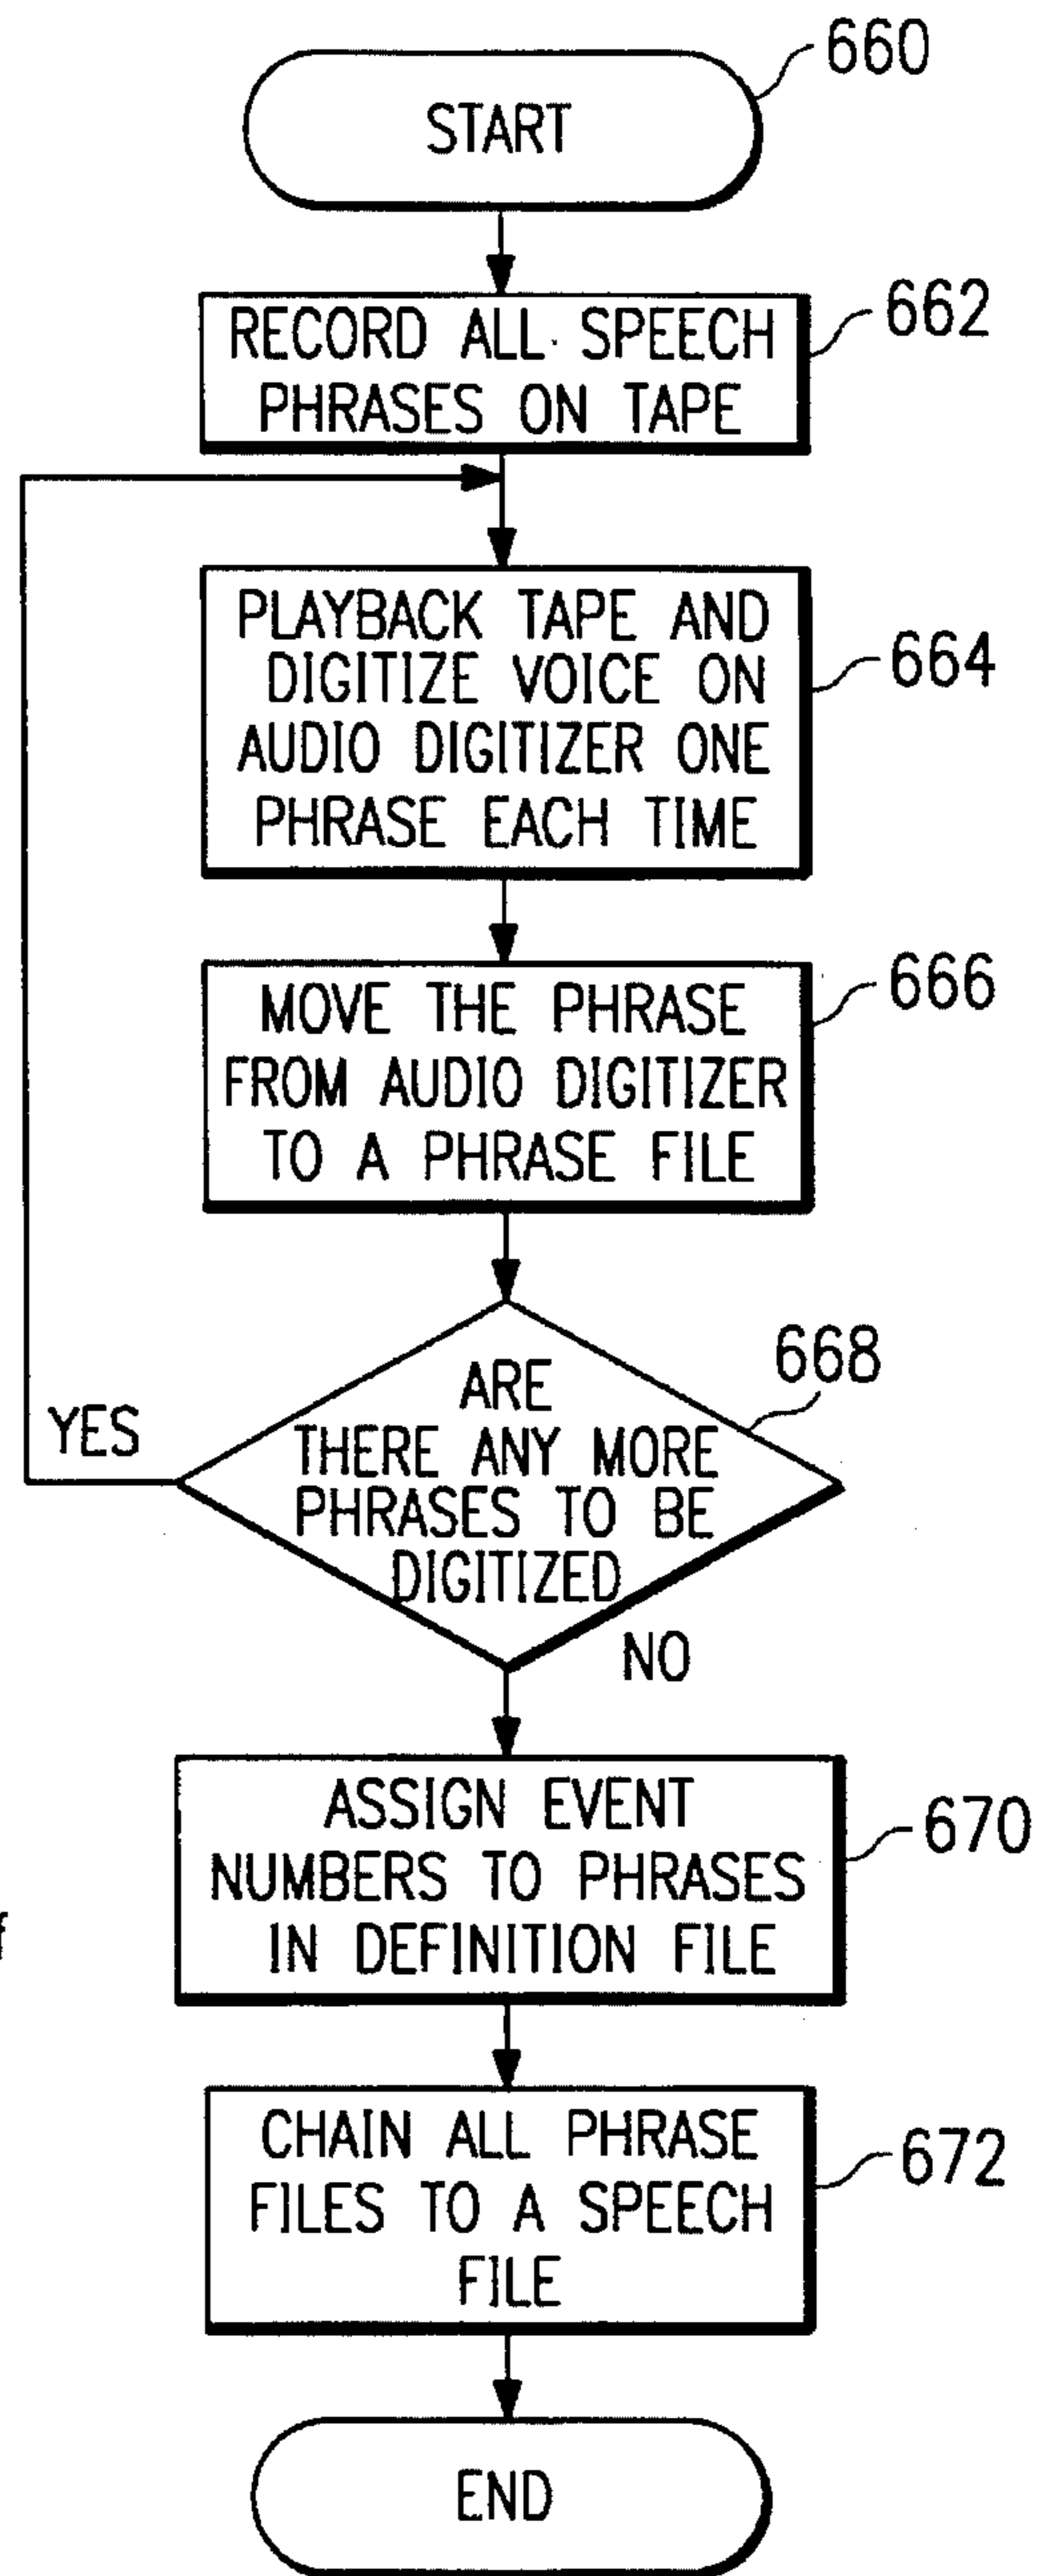 START
660
RECORD ALL SPEECH
PHRASES ON TAPE
662
PLAYBACK TAPE AND
DIGITIZE VOICE ON
AUDIO DIGITIZER ONE
PHRASE EACH TIME
664
MOVE THE PHRASE
FROM AUDIO DIGITIZER
TO A PHRASE FILE
666
ARE
THERE ANY MORE
PHRASES TO BE
DIGITIZED
668
YES
NO
ASSIGN EVENT
NUMBERS TO PHRASES
IN DEFINITION FILE
670
CHAIN ALL PHRASE
FILES TO A SPEECH
FILE
672
END